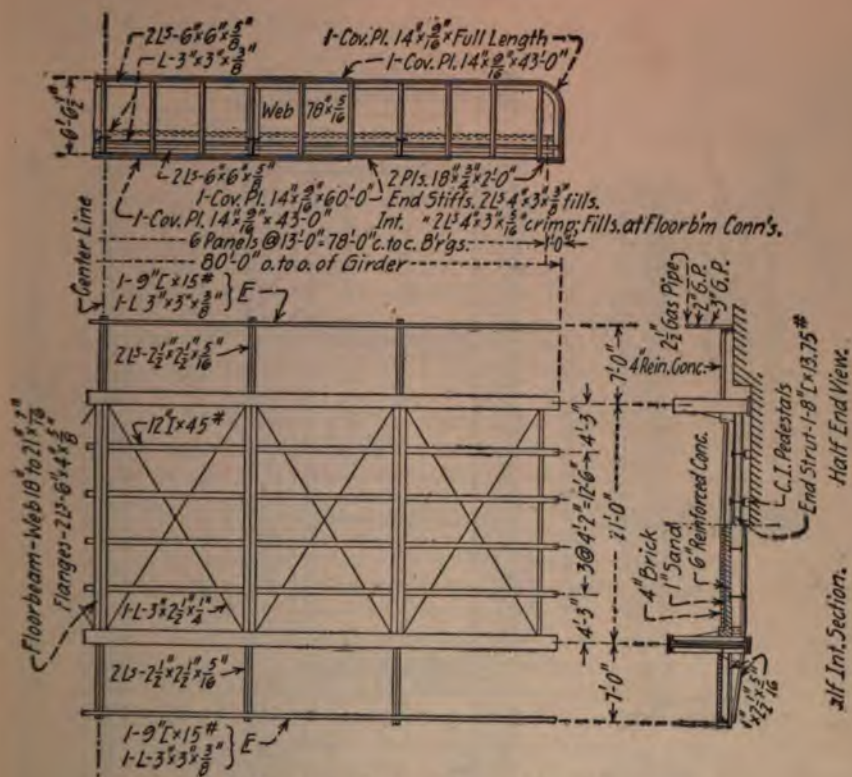 2Ls-6"x6"x5/8"
L-3"x3"x3/8"
1-Cov. Pl. 14"x9/16"x Full Length
1-Cov. Pl. 14"x9/16"x43'-0"
6'-6 1/2"
Web 78"x5/16"
2Ls-6"x6"x5/8"
2 Pls. 18"x3/4"x2'-0"
1-Cov. Pl. 14"x9/16"x60'-0"
End Stiffs. 2Ls 4"x3"x3/8" fills.
1-Cov. Pl. 14"x9/16"x43'-0"
Int. " 2Ls 4"x3"x5/16" crimp; Fills. at Floorb'm Conn's.
6 Panels @ 13'-0"=78'-0" c. to c. B'r'gs.
1'-0"
80'-0" o. to o. of Girder
Center Line
1-9"[x15#
1-L 3"x3"x3/8" } E
2Ls-2 1/2"x2 1/2"x5/16"
12"Ix45#
Floorbeam-Web 18" to 21"x7/16"
Flanges-2Ls-6"x4"x5/8"
1-L-3"x2 1/2"x1/4"
2Ls-2 1/2"x2 1/2"x5/16"
1-9"[x15#
1-L-3"x3"x3/8" } E
7'-0"
4'-3"
3@4'-2"=12'-6"
4'-3"
21'-0"
7'-0"
2 1/2" Gas Pipe
2" G.P.
3" G.P.
4" Rein. Conc.
4" Brick
1" Sand
6" Reinforced Conc.
C.I. Pedestals
End Strut-1-8"[x13.75#
Half End View.
alf Int. Section.